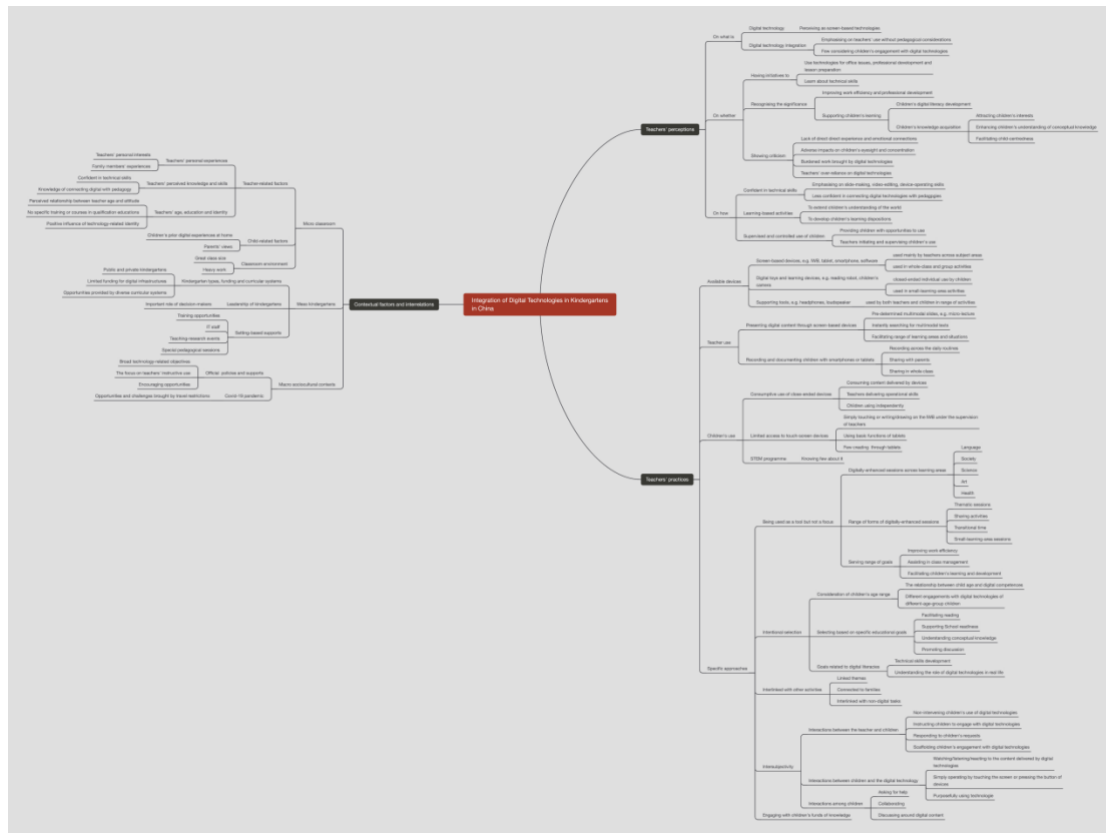 Integration of Digital Technologies in Kindergartens
in China
Teachers' perceptions
On what is
Digital technology
Perceiving as screen-based technologies
Digital technology integration
Emphasising on teachers' use without pedagogical considerations
Few considering children's engagement with digital technologies
On whether
Having initiatives to
Use technologies for office issues, professional development and
lesson preparation
Learn about technical skills
Recognising the significance
Improving work efficiency and professional development
Supporting children's learning
Children's digital literacy development
Children's knowledge acquisition
Attracting children's interests
Enhancing children's understanding of conceptual knowledge
Facilitating child centredness
Showing criticism
Lack of direct direct experience and emotional connections
Adverse impacts on children's eyesight and concentration
Sustained work brought by digital technologies
Teachers' over-reliance on digital technologies
On how
Confident in technical skills
Emphasising on slide-making, video-editing, device-operating skills
Less confident in connecting digital technologies with pedagogies
Learning-based activities
To extend children's understanding of the world
To develop children's learning dispositions
Supervised and controlled use of children
Providing children with opportunities to use
Teachers initiating and supervising children's use
Teachers' practices
Available devices
Screen-based devices, e.g. IWB, tablet, smartphone, software
used mainly by teachers across subject areas
used in whole-class and group activities
Digital toys and learning devices, e.g. reading robot, children's
camera
closed-ended individual use by children
used in small learning area activities
Supporting tools, e.g. headphones, loudspeaker
used by both teachers and children in range of activities
Teacher use
Presenting digital content through screen based devices
Pre-determined multimodal slides, e.g. micro lecture
Instantly searching for multimodal texts
Facilitating range of learning areas and situations
Recording and documenting children with smartphones or tablets
Recording across the daily routines
Sharing with parents
Sharing in whole class
Children's use
Consumptive use of close-ended devices
Consuming content delivered by devices
Teachers delivering operational skills
Children using independently
Limited access to touch-screen devices
Simply touching or writing/drawing on the IWB under the supervision
of teachers
Using basic functions of tablets
Few creating through tablets
STEM programme
Knowing less about it
Specific approaches
Being used as a tool but not a focus
Digitally-enhanced sessions across learning areas
Language
Society
Science
Art
Health
Range of forms of digitally-enhanced sessions
Thematic sessions
Sharing activities
Transitional time
Small learning area sessions
Serving range of goals
Improving work efficiency
Assisting in class management
Facilitating children's learning and development
Intentional selection
Consideration of children's age range
The relationship between child age and digital competences
Different engagements with digital technologies of
different age group children
Selecting based on specific educational goals
Facilitating reading
Supporting School readiness
Understanding conceptual knowledge
Promoting discussion
Goals related to digital literacies
Technical skills development
Understanding the role of digital technologies in real life
Intertwined with other activities
Linked themes
Connected to families
Intertwined with non-digital tasks
Intersubjectivity
Interactions between the teacher and children
Non-intervening children's use of digital technologies
Instructing children to engage with digital technologies
Responding to children's requests
Scaffolding children's engagement with digital technologies
Interactions between children and the digital technology
Watching/listening/reading to the content delivered by digital
technologies
Simply operating by touching the screen or pressing the button of
devices
Purposefully using technologie
Interactions among children
Asking for help
Collaborating
Discussing around digital content
Engaging with children's funds of knowledge
Contextual factors and interrelations
Micro classroom
Teacher-related factors
Teachers' personal experiences
Teachers' personal interests
Family members' experiences
Teachers' perceived knowledge and skills
Confident in technical skills
Knowledge of connecting digital with pedagogy
Teachers' age, education and identity
Perceived relationship between teacher age and attitude
No specific training or courses in qualification educations
Positive influence of technology-related identity
Child-related factors
Children's prior digital experiences at home
Parents' views
Classroom environment
Great class size
Heavy work
Meso kindergartens
Kindergarten types, funding and curricular systems
Public and private kindergartens
Limited funding for digital infrastructures
Opportunities provided by diverse curricular systems
Leadership of kindergartens
Important role of decision-makers
Setting-based supports
Training opportunities
IT staff
Teaching research events
Special pedagogical sessions
Macro sociocultural contexts
Official policies and supports
Broad technology-related objectives
The focus on teachers' instructive use
Encouraging opportunities
Covid-19 pandemic
Opportunities and challenges brought by travel restrictions